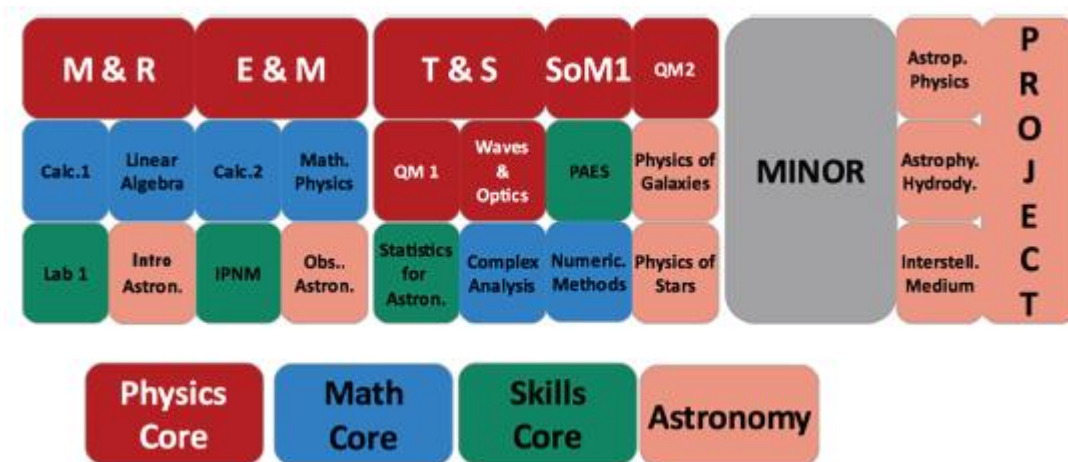 M & R
E & M
T & S
SoM1
QM2
MINOR
Astrop.
Physics
PROJECT
Calc.1
Linear
Algebra
Calc.2
Math.
Physics
QM 1
Waves
&
Optics
PAES
Physics of
Galaxies
Astrophy.
Hydrody.
Lab 1
Intro
Astron.
IPNM
Obs..
Astron.
Statistics
for
Astron.
Complex
Analysis
Numeric.
Methods
Physics of
Stars
Interstell.
Medium
Physics
Core
Math
Core
Skills
Core
Astronomy